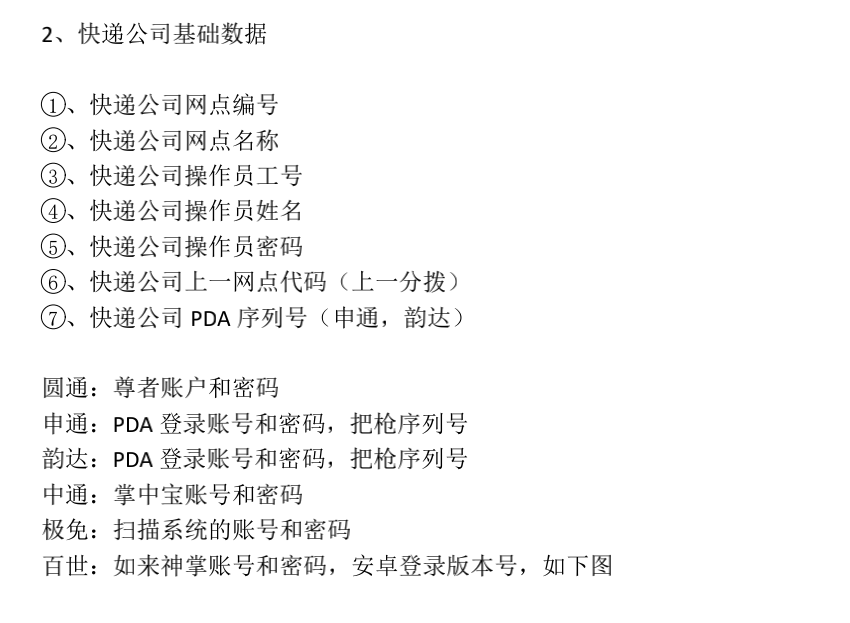 2、快递公司基础数据
①、快递公司网点编号
②、快递公司网点名称
③、快递公司操作员工号
④、快递公司操作员姓名
⑤、快递公司操作员密码
⑥、快递公司上一网点代码（上一分拨）
⑦、快递公司 PDA 序列号（申通，韵达）
圆通：尊者账户和密码
申通：PDA 登录账号和密码，把枪序列号
韵达：PDA 登录账号和密码，把枪序列号
中通：掌中宝账号和密码
极免：扫描系统的账号和密码
百世：如来神掌账号和密码，安卓登录版本号，如下图